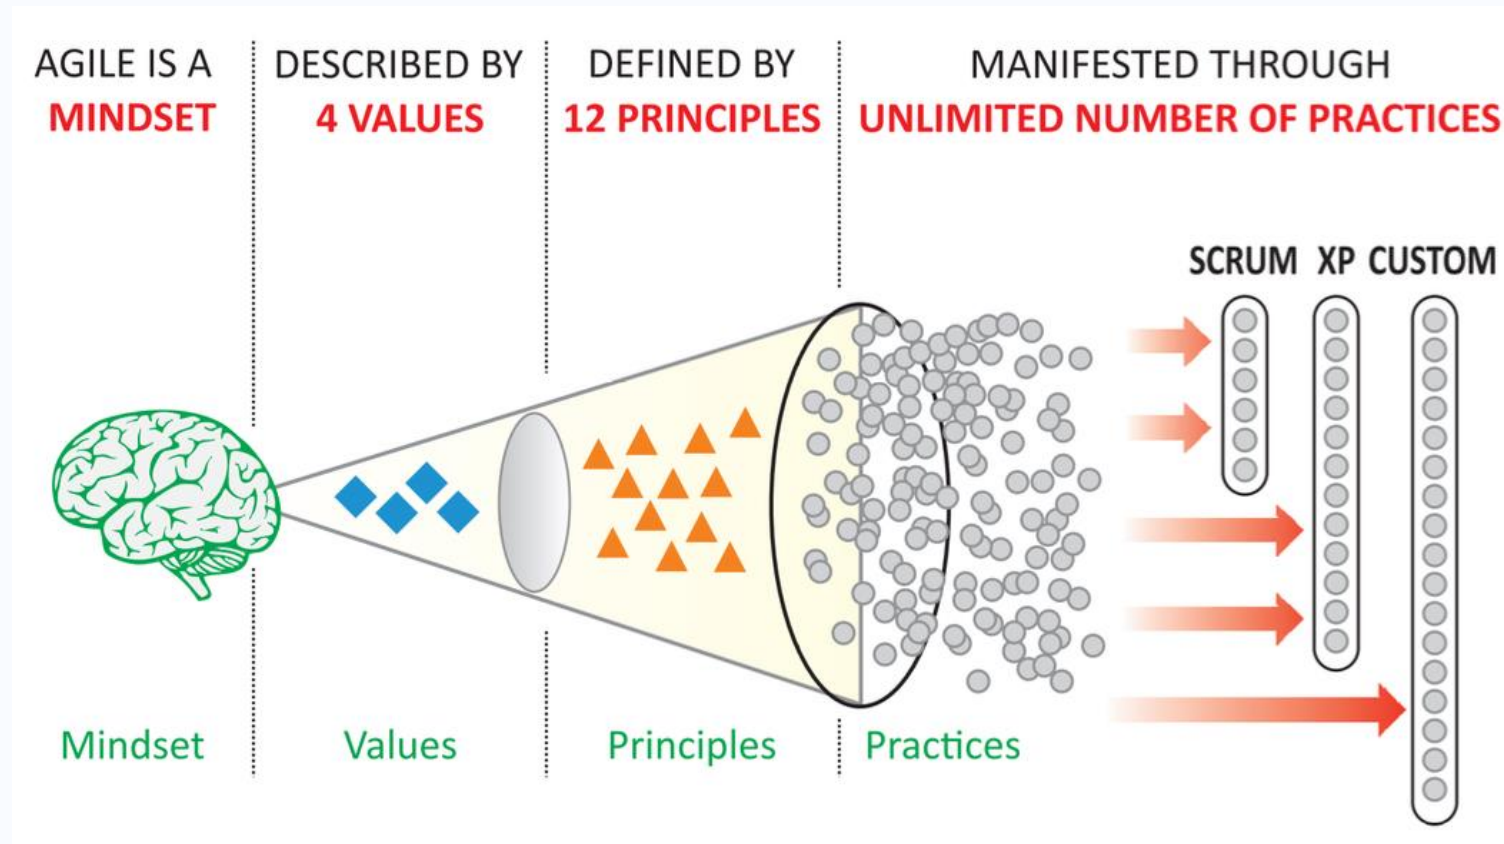 AGILE IS A
MINDSET
DESCRIBED BY
4 VALUES
DEFINED BY
12 PRINCIPLES
MANIFESTED THROUGH
UNLIMITED NUMBER OF PRACTICES
SCRUM XP CUSTOM
Mindset
Values
Principles
Practices